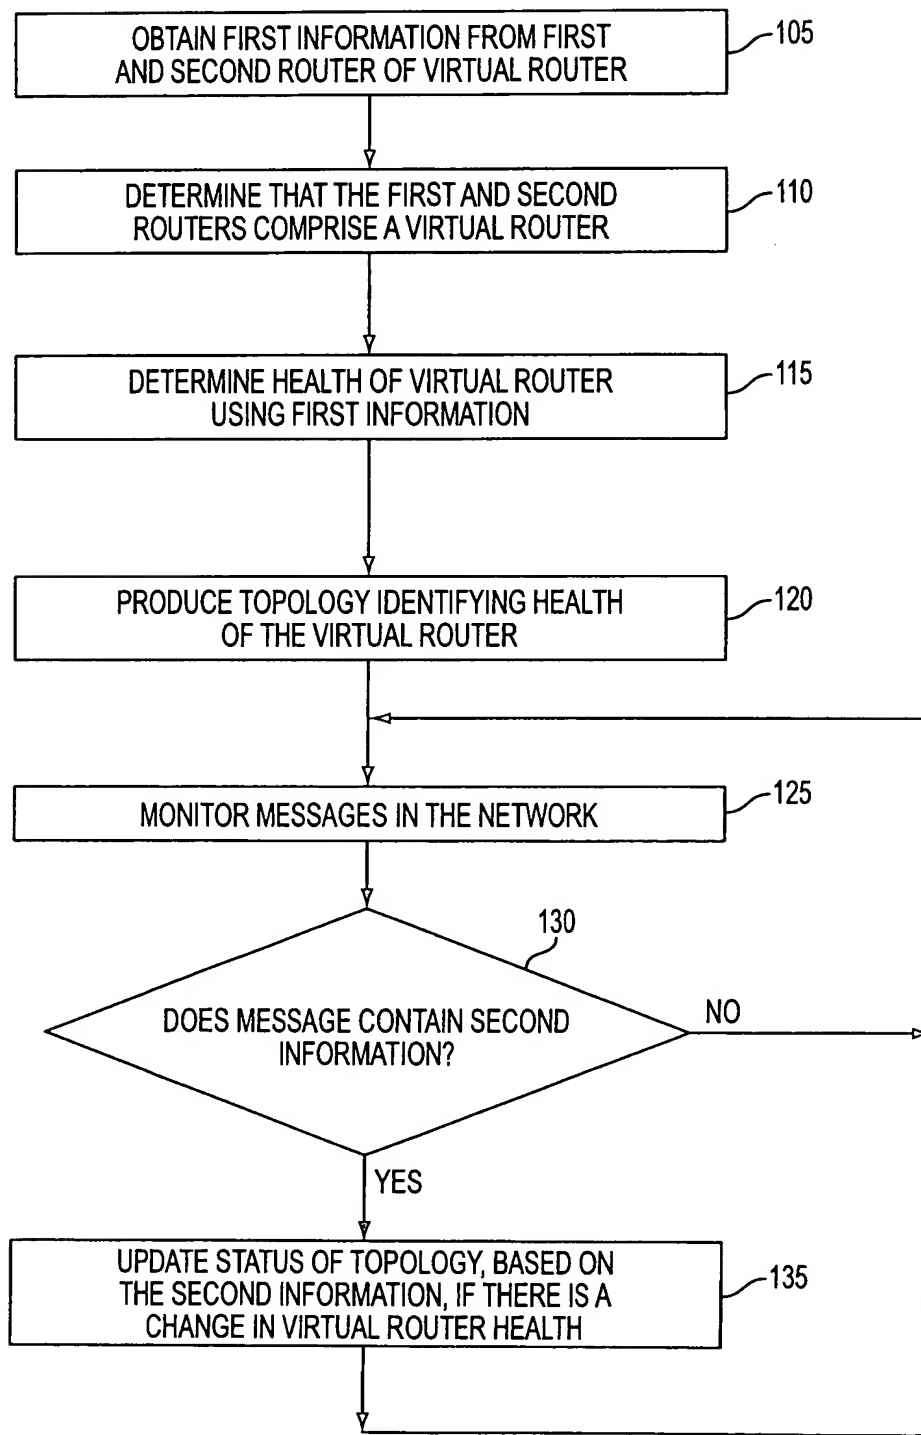 OBTAIN FIRST INFORMATION FROM FIRST
AND SECOND ROUTER OF VIRTUAL ROUTER
105
DETERMINE THAT THE FIRST AND SECOND
ROUTERS COMPRISE A VIRTUAL ROUTER
110
DETERMINE HEALTH OF VIRTUAL ROUTER
USING FIRST INFORMATION
115
PRODUCE TOPOLOGY IDENTIFYING HEALTH
OF THE VIRTUAL ROUTER
120
MONITOR MESSAGES IN THE NETWORK
125
130
DOES MESSAGE CONTAIN SECOND
INFORMATION?
NO
YES
UPDATE STATUS OF TOPOLOGY, BASED ON
THE SECOND INFORMATION, IF THERE IS A
CHANGE IN VIRTUAL ROUTER HEALTH
135